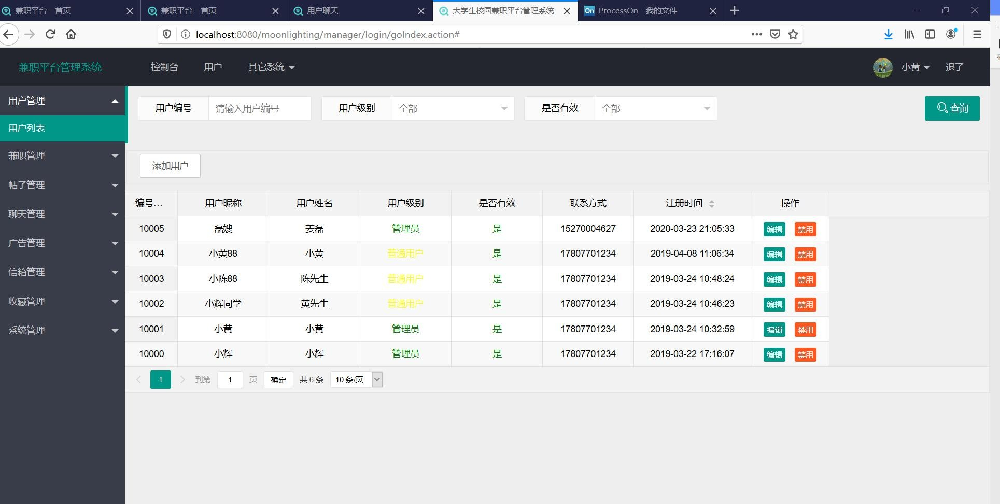 兼职平台—首页 兼职平台—首页 用户聊天 大学生校园兼职平台管理系统 On ProcessOn - 我的文件
localhost:8080/moonlighting/manager/login/goIndex.action#
兼职平台管理系统 控制台 用户 其它系统 小黄 退了
用户管理
用户列表
兼职管理
帖子管理
聊天管理
广告管理
信箱管理
收藏管理
系统管理
用户编号 请输入用户编号 用户级别 全部 是否有效 全部 查询
添加用户
编号... 用户昵称 用户姓名 用户级别 是否有效 联系方式 注册时间 操作
10005 磊嫂 姜磊 管理员 是 15270004627 2020-03-23 21:05:33 编辑 禁用
10004 小黄88 小黄 普通用户 是 17807701234 2019-04-08 11:06:34 编辑 禁用
10003 小陈88 陈先生 普通用户 是 17807701234 2019-03-24 10:48:24 编辑 禁用
10002 小辉同学 黄先生 普通用户 是 17807701234 2019-03-24 10:46:23 编辑 禁用
10001 小黄 小黄 管理员 是 17807701234 2019-03-24 10:32:59 编辑 禁用
10000 小辉 小辉 管理员 是 17807701234 2019-03-22 17:16:07 编辑 禁用
1 到第 1 页 确定 共 6 条 10 条/页